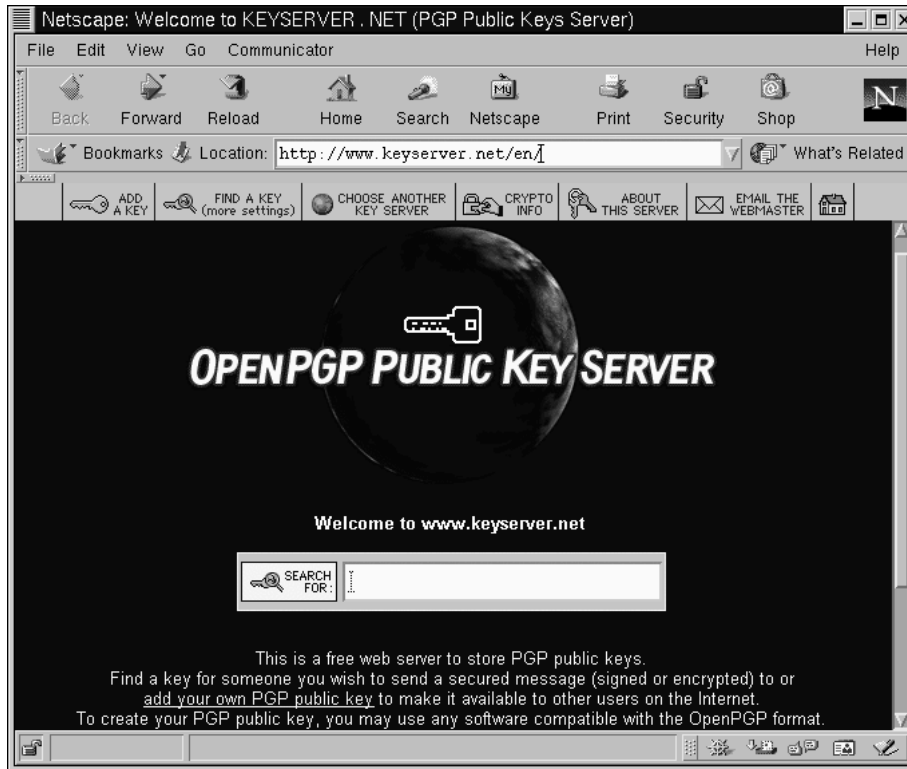 Netscape: Welcome to KEYSERVER . NET (PGP Public Keys Server)
File Edit View Go Communicator Help
Back Forward Reload Home Search Netscape Print Security Shop
My
N
Bookmarks Location: http://www.keyserver.net/en/ What's Related
ADD A KEY
FIND A KEY (more settings)
CHOOSE ANOTHER KEY SERVER
CRYPTO INFO
ABOUT THIS SERVER
EMAIL THE WEBMASTER
OPENPGP PUBLIC KEY SERVER
Welcome to www.keyserver.net
SEARCH FOR:
This is a free web server to store PGP public keys.
Find a key for someone you wish to send a secured message (signed or encrypted) to or
add your own PGP public key to make it available to other users on the Internet.
To create your PGP public key, you may use any software compatible with the OpenPGP format.